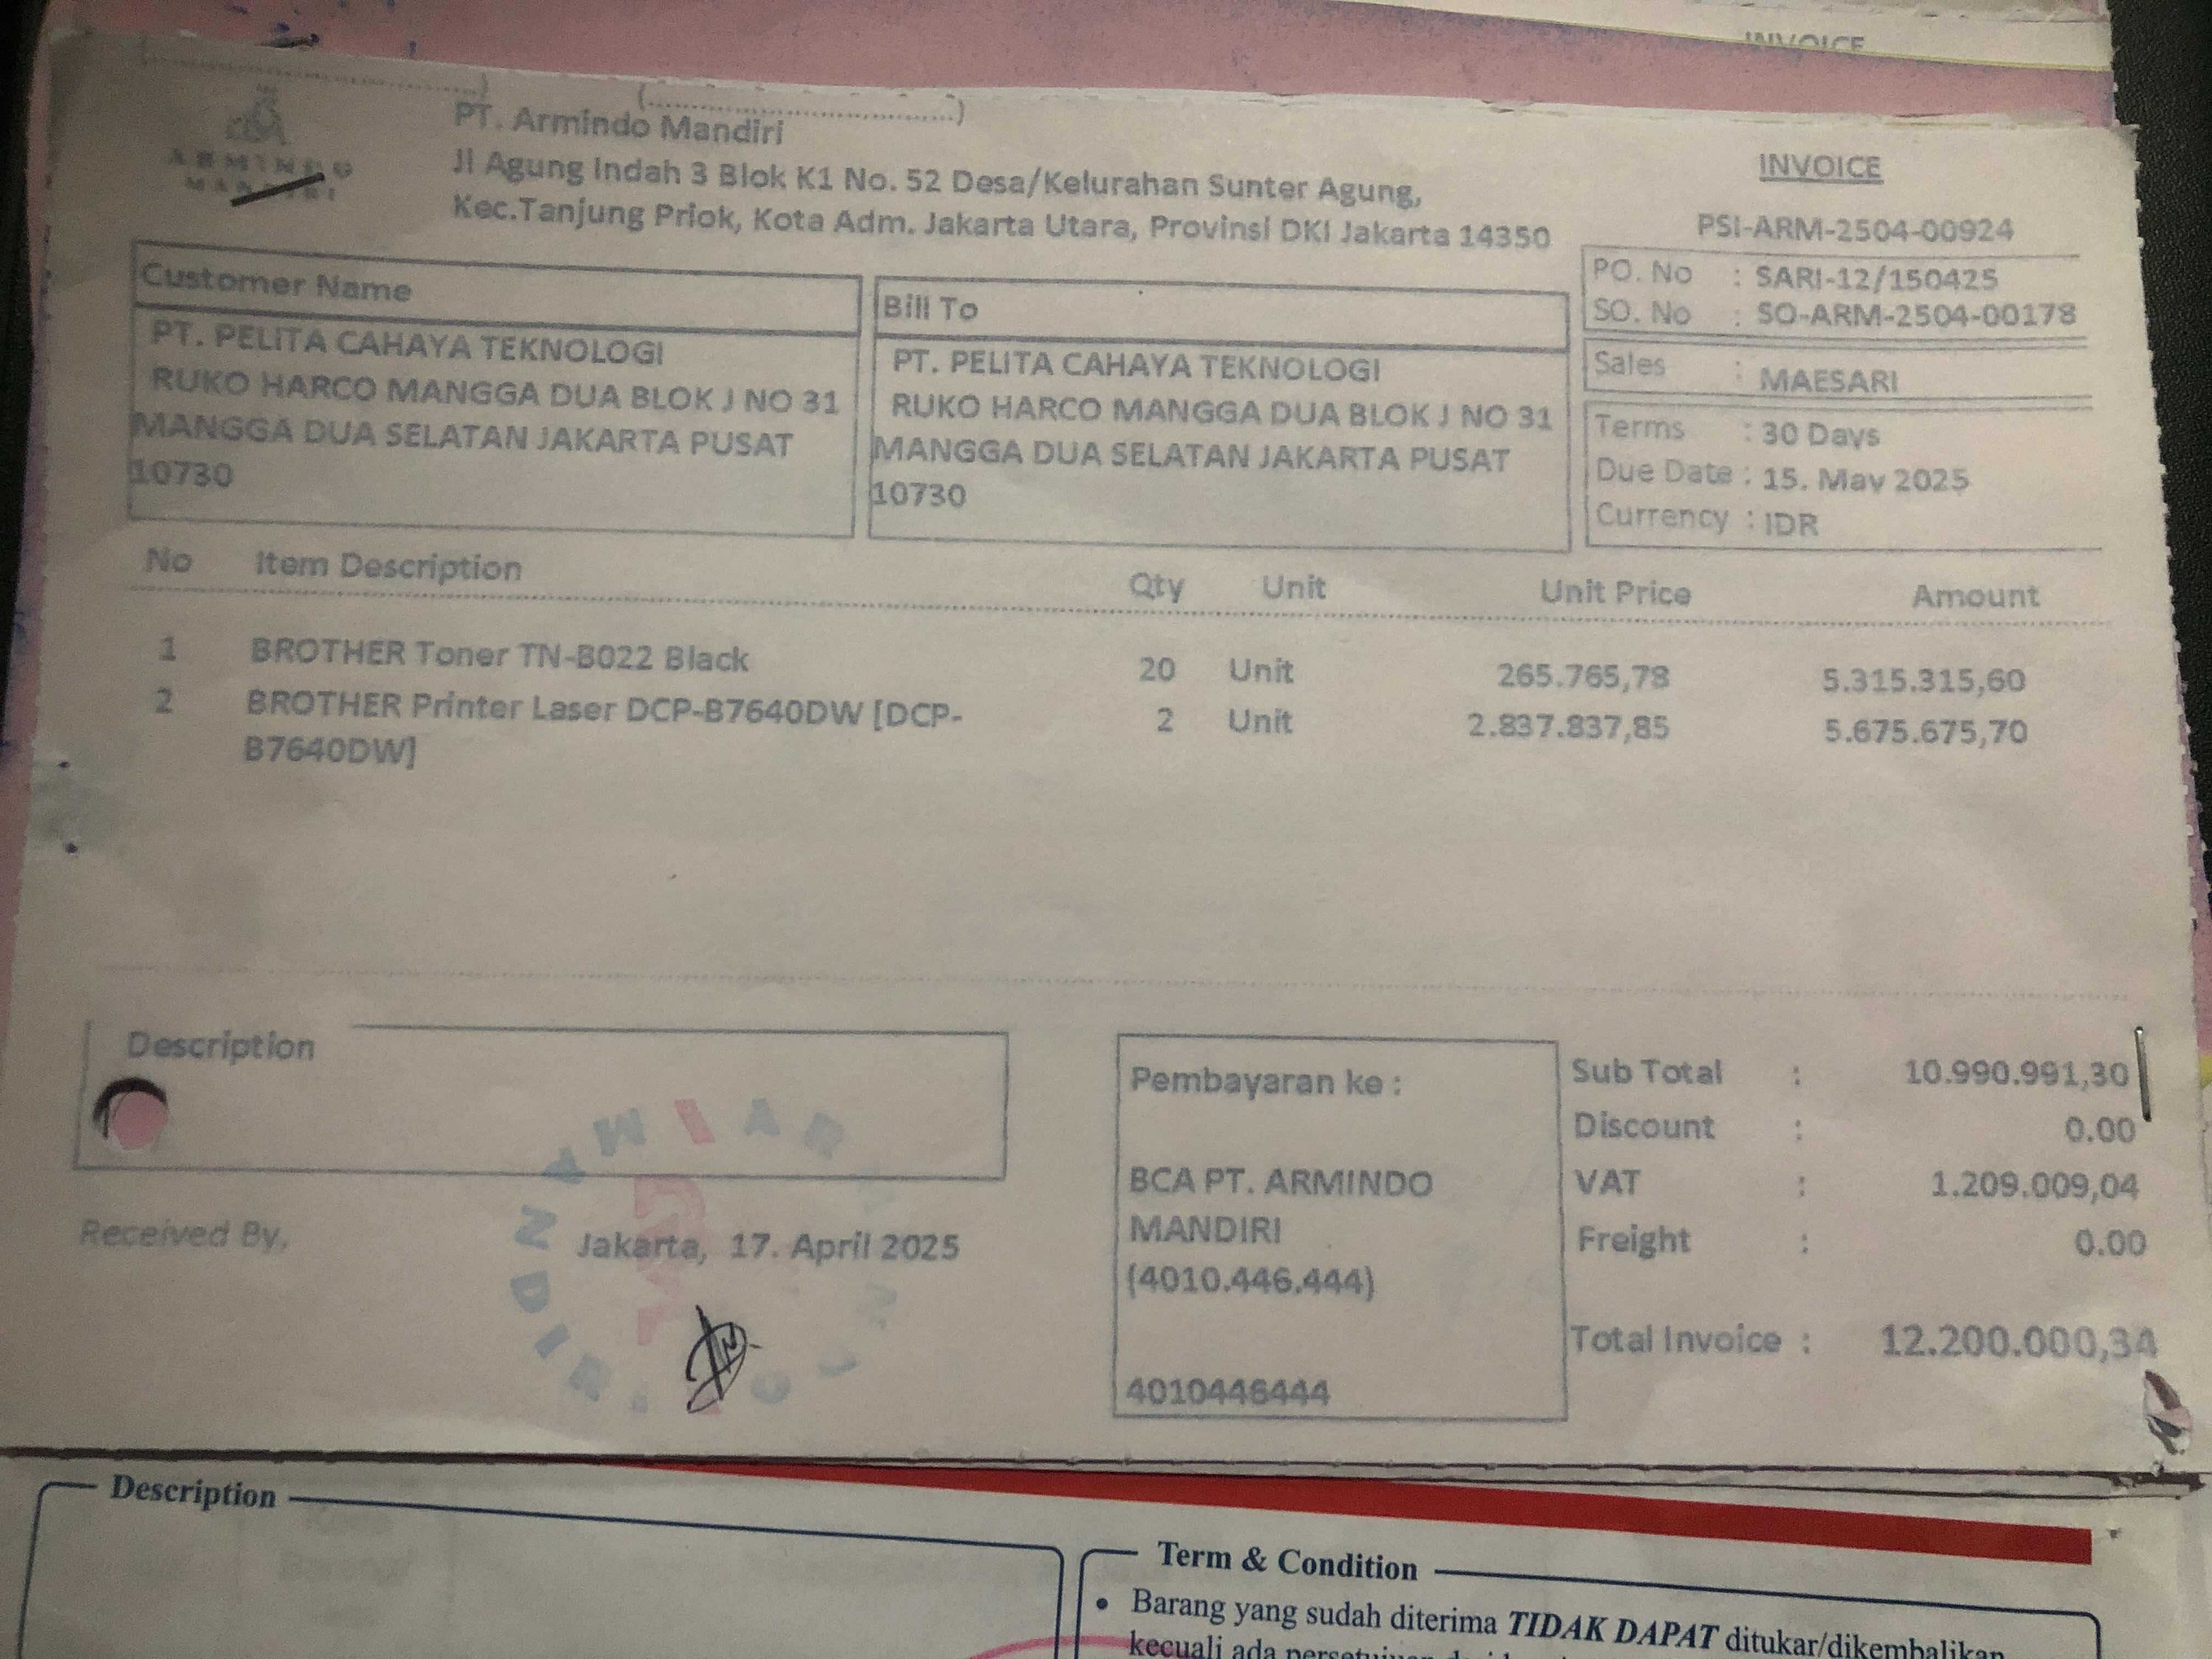 INVOICE
ARMINDO
MANDIRI
PT. Armindo Mandiri
Jl Agung Indah 3 Blok K1 No. 52 Desa/Kelurahan Sunter Agung,
Kec.Tanjung Priok, Kota Adm. Jakarta Utara, Provinsi DKI Jakarta 14350
INVOICE
PSI-ARM-2504-00924
PO. No : SARI-12/150425
SO. No : SO-ARM-2504-00178
Sales : MAESARI
Terms : 30 Days
Due Date : 15. May 2025
Currency : IDR
Customer Name
PT. PELITA CAHAYA TEKNOLOGI
RUKO HARCO MANGGA DUA BLOK J NO 31
MANGGA DUA SELATAN JAKARTA PUSAT
10730
Bill To
PT. PELITA CAHAYA TEKNOLOGI
RUKO HARCO MANGGA DUA BLOK J NO 31
MANGGA DUA SELATAN JAKARTA PUSAT
10730
No Item Description Qty Unit Unit Price Amount
1 BROTHER Toner TN-B022 Black 20 Unit 265.765,78 5.315.315,60
2 BROTHER Printer Laser DCP-B7640DW [DCP- 2 Unit 2.837.837,85 5.675.675,70
B7640DW]
Description
Received By,
Jakarta, 17. April 2025
Pembayaran ke :
BCA PT. ARMINDO
MANDIRI
(4010.446.444)
4010446444
Sub Total : 10.990.991,30
Discount : 0.00
VAT : 1.209.009,04
Freight : 0.00
Total Invoice : 12.200.000,34
Description
Term & Condition
• Barang yang sudah diterima TIDAK DAPAT ditukar/dikembalikan
kecuali ada persetujuan